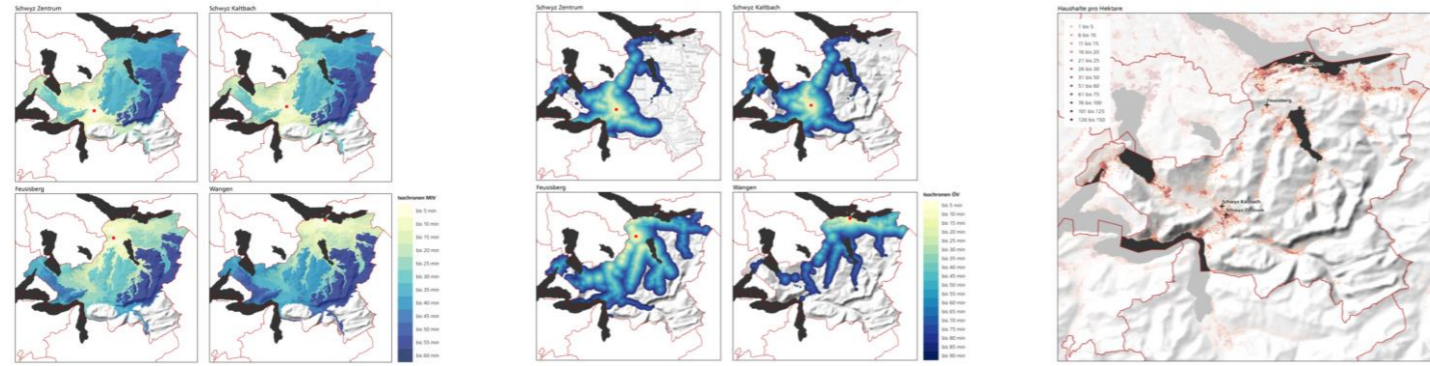 Schwyz Zentrum
Schwyz Kaltbach
Feusisberg
Wangen
Isochronen MIV
bis 5 min
bis 10 min
bis 15 min
bis 20 min
bis 25 min
bis 30 min
bis 35 min
bis 40 min
bis 45 min
bis 50 min
bis 55 min
bis 60 min
Schwyz Zentrum
Schwyz Kaltbach
Feusisberg
Wangen
Isochronen ÖV
bis 5 min
bis 10 min
bis 15 min
bis 20 min
bis 25 min
bis 30 min
bis 35 min
bis 40 min
bis 45 min
bis 50 min
bis 55 min
bis 60 min
bis 65 min
bis 70 min
bis 75 min
bis 80 min
bis 85 min
bis 90 min
Haushalte pro Hektare
1 bis 5
6 bis 10
11 bis 15
16 bis 20
21 bis 25
26 bis 30
31 bis 50
51 bis 60
61 bis 75
76 bis 100
101 bis 125
126 bis 150
Feusisberg
Schwyz Kaltbach
Schwyz Zentrum